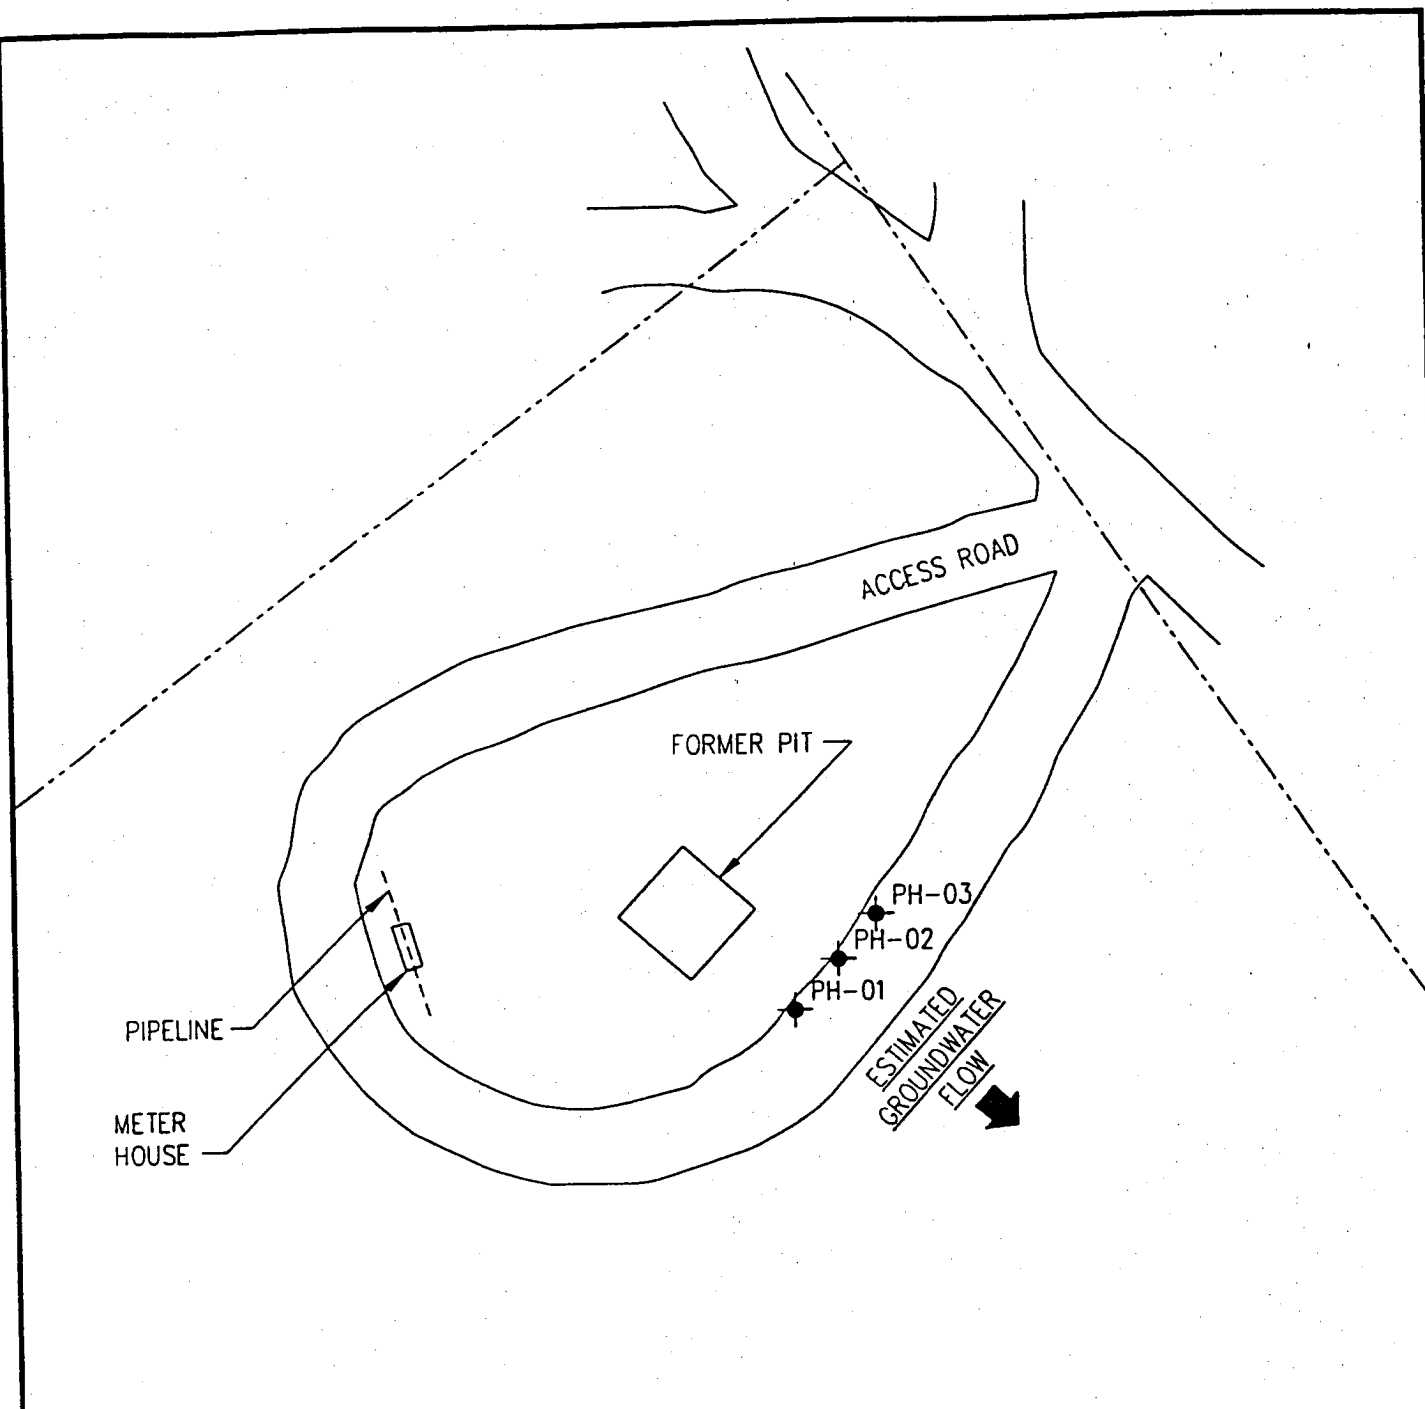 ACCESS ROAD
FORMER PIT
PH-03
PH-02
PH-01
PIPELINE
METER
HOUSE
ESTIMATED
GROUNDWATER
FLOW